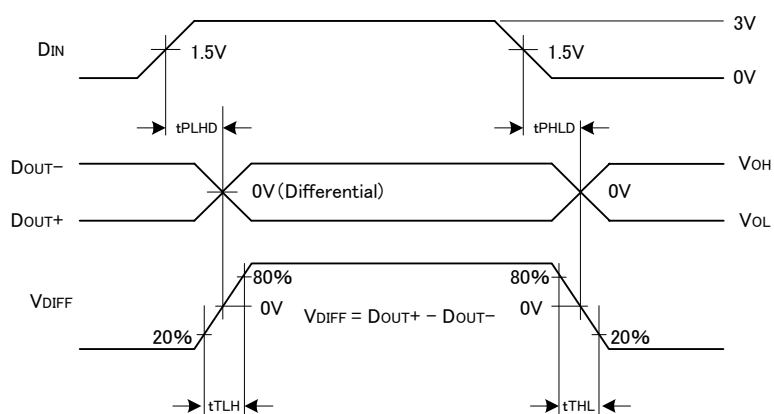 3V
DIN
1.5V
1.5V
0V
tPLHD
tPHLD
DOUT−
VOH
0V(Differential)
0V
DOUT+
VOL
80%
80%
VDIFF
0V
VDIFF = DOUT+ - DOUT-
0V
20%
20%
tTLH
tTHL